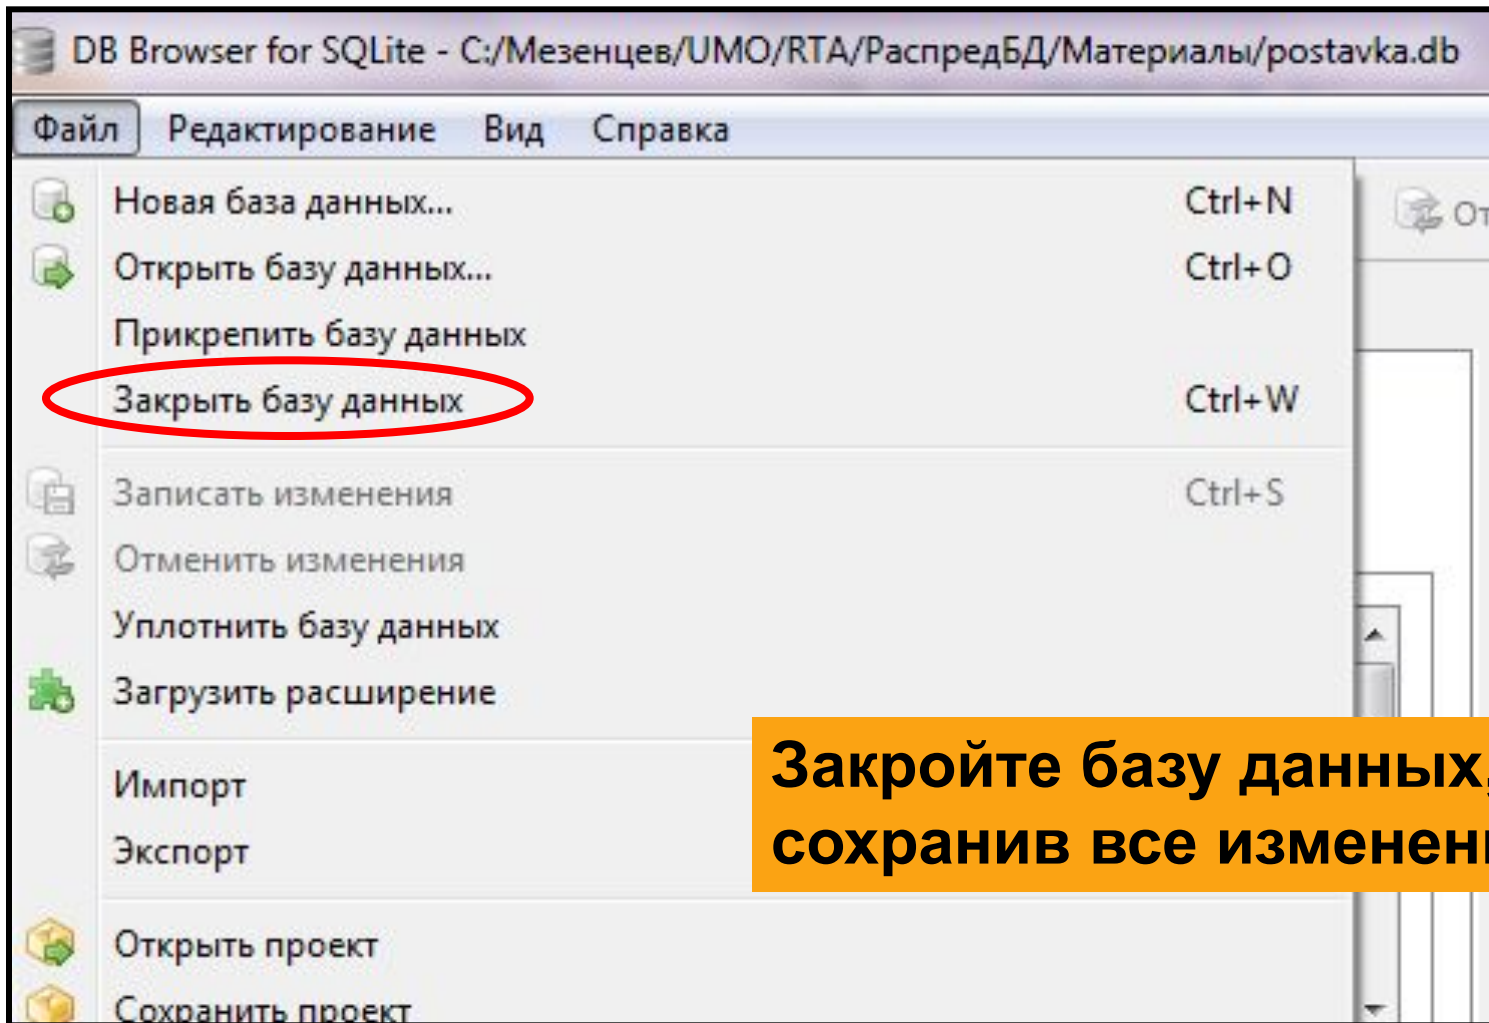 DB Browser for SQLite - C:/Мезенцев/UMO/RTA/РаспредБД/Материалы/postavka.db
Файл Редактирование Вид Справка
Новая база данных... Ctrl+N
От
Открыть базу данных... Ctrl+O
Прикрепить базу данных
Закрыть базу данных Ctrl+W
Записать изменения Ctrl+S
Отменить изменения
Уплотнить базу данных
Загрузить расширение
Импорт
Экспорт
Закройте базу данных,
сохранив все изменен
Открыть проект
Сохранить проект